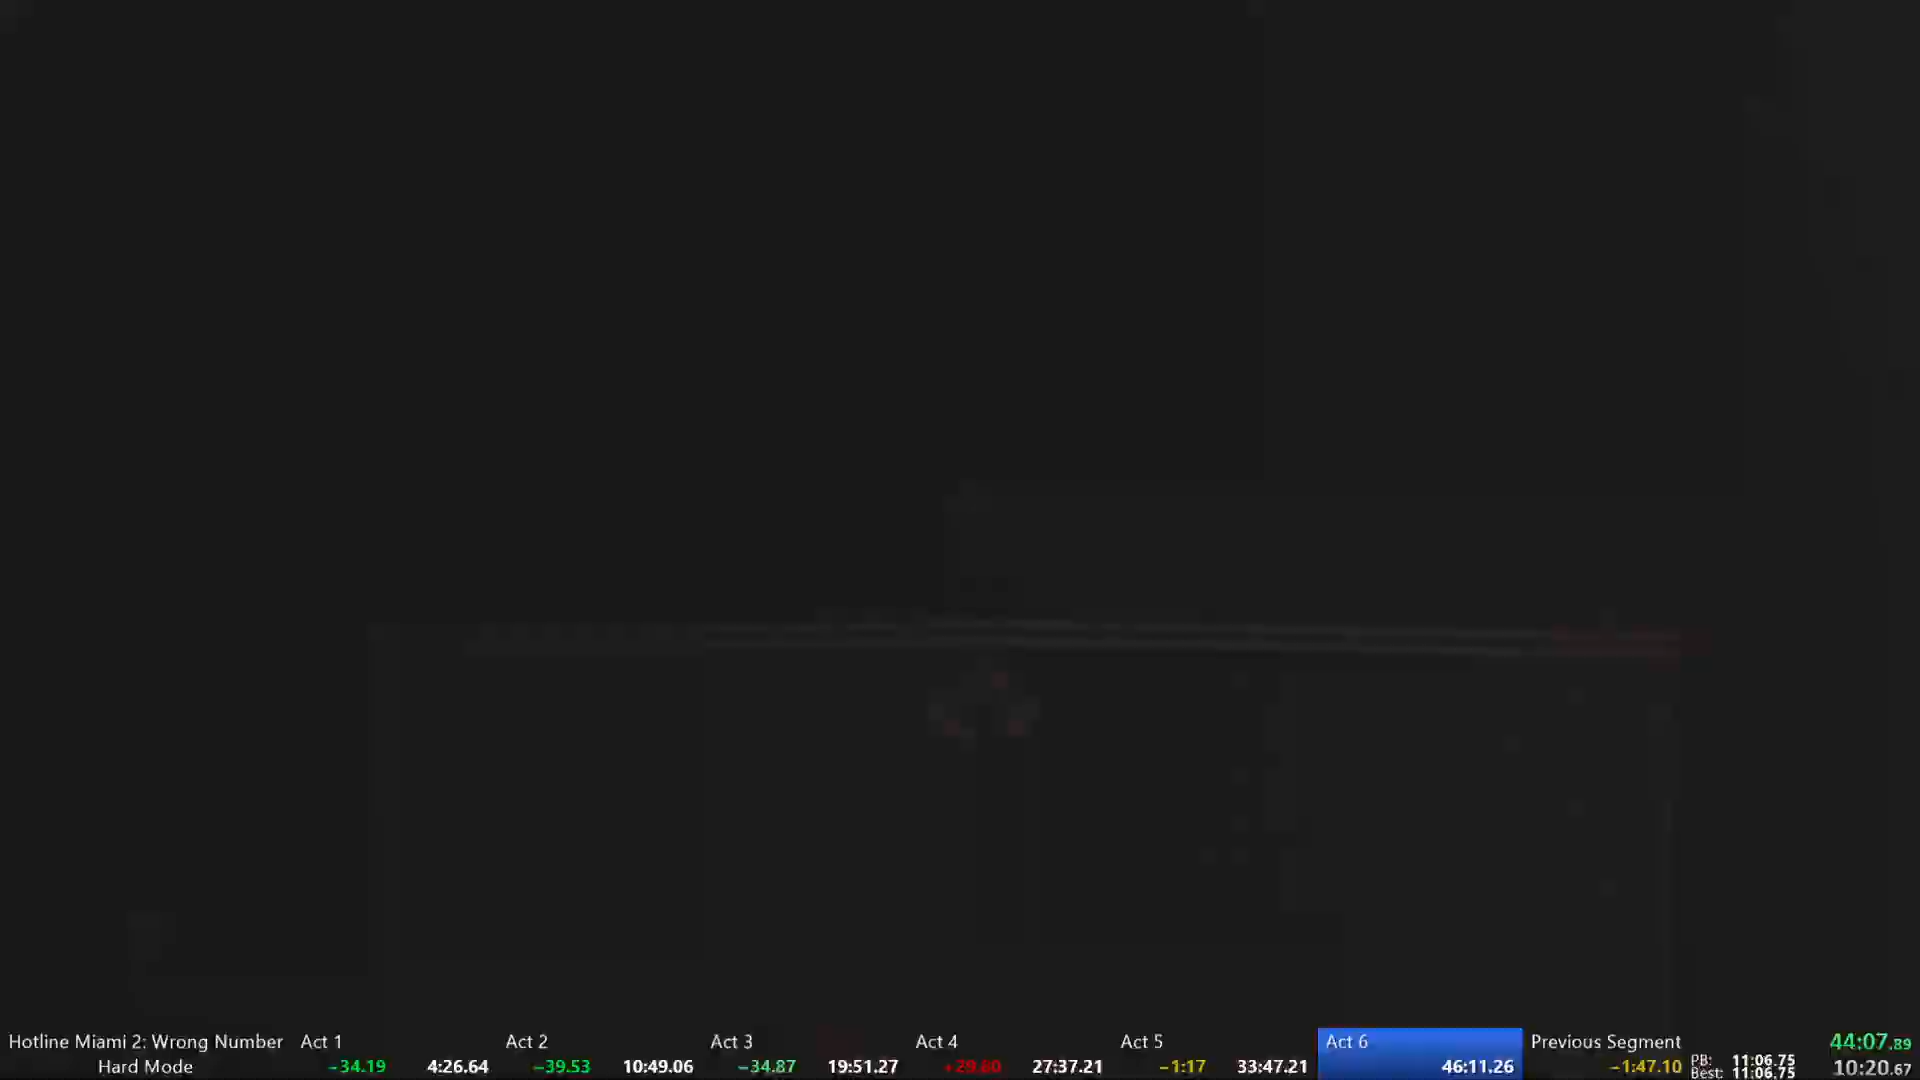 Hotline Miami 2: Wrong Number
Hard Mode
Act 1
−34.19 4:26.64
Act 2
−39.53 10:49.06
Act 3
−34.87 19:51.27
Act 4
+29.80 27:37.21
Act 5
−1:17 33:47.21
Act 6
46:11.26
Previous Segment
−1:47.10
PB: 11:06.75
Best: 11:06.75
44:07.89
10:20.67